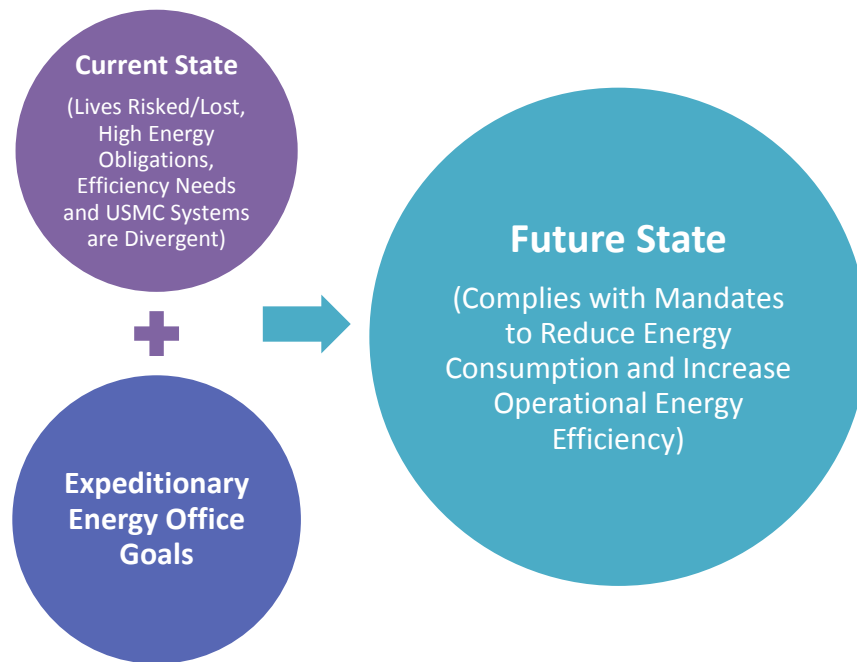 Current State
(Lives Risked/Lost,
High Energy
Obligations,
Efficiency Needs
and USMC Systems
are Divergent)
Expeditionary
Energy Office
Goals
Future State
(Complies with Mandates
to Reduce Energy
Consumption and Increase
Operational Energy
Efficiency)